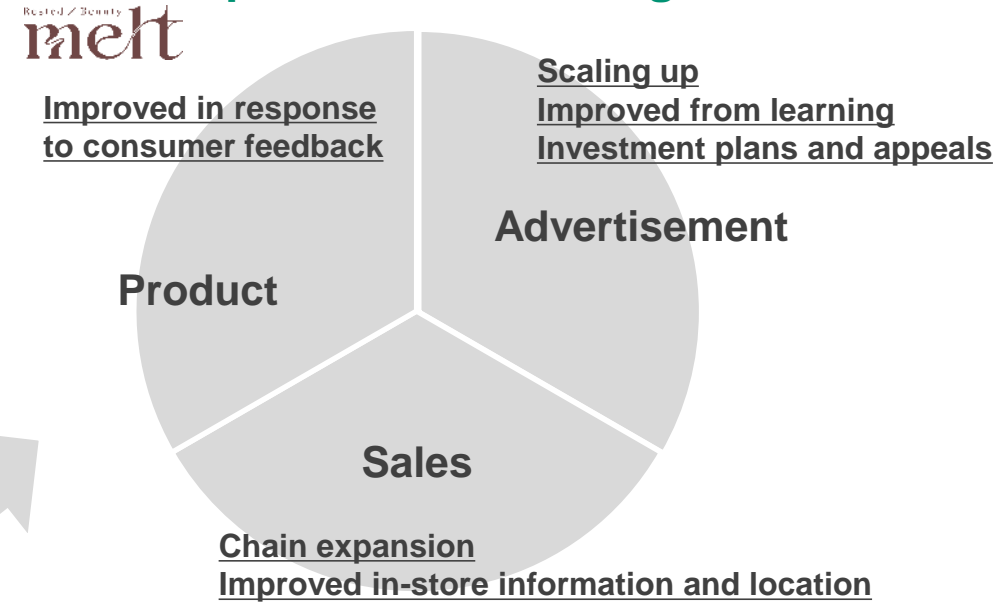 melt
Improved in response
to consumer feedback
Scaling up
Improved from learning
Investment plans and appeals
Advertisement
Product
Sales
Chain expansion
Improved in-store information and location